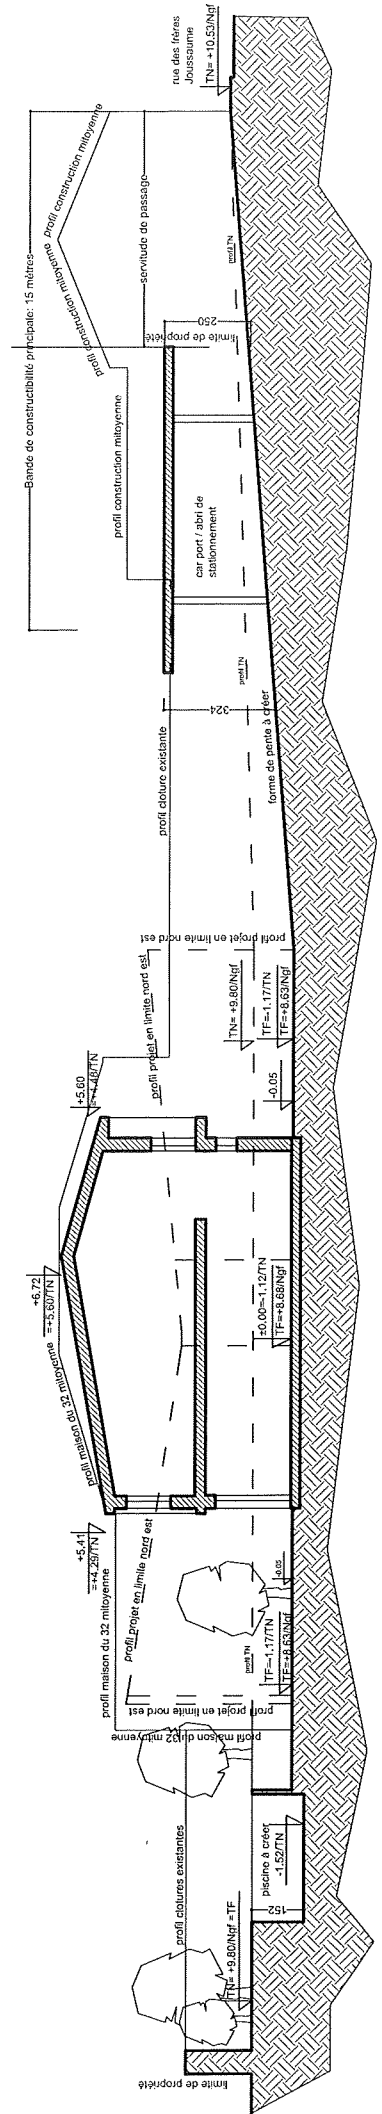 limite de propriété
profil clotures existantes
TN= +9.80/Ngf =TF
152
piscine à créer
-1.52/TN
profil maison du 32 mitoyenne
profil projet en limite nord est
profil maison du 32 mitoyenne
profil projet en limite nord est
TF=-1.17/TN
TF=+8.63/Ngf
profil TN
-0.05
+5.41
=+4.29/TN
profil maison du 32 mitoyenne
+6.72
=+5.60/TN
±0.00=-1.12/TN
TF=+8.68/Ngf
+5.60
=+4.48/TN
profil projet en limite nord est
-0.05
TN= +9.80/Ngf
TF=-1.17/TN
TF=+8.63/Ngf
profil projet en limite nord est
profil cloture existante
324
profil TN
forme de pente à créer
car port / abri de
stationnement
profil construction mitoyenne
Bande de constructibilité principale: 15 mètres
profil construction mitoyenne
profil construction mitoyenne
servitude de passage
limite de propriété
250
profil TN
rue des frères
Joussaume
TN= +10.53/Ngf